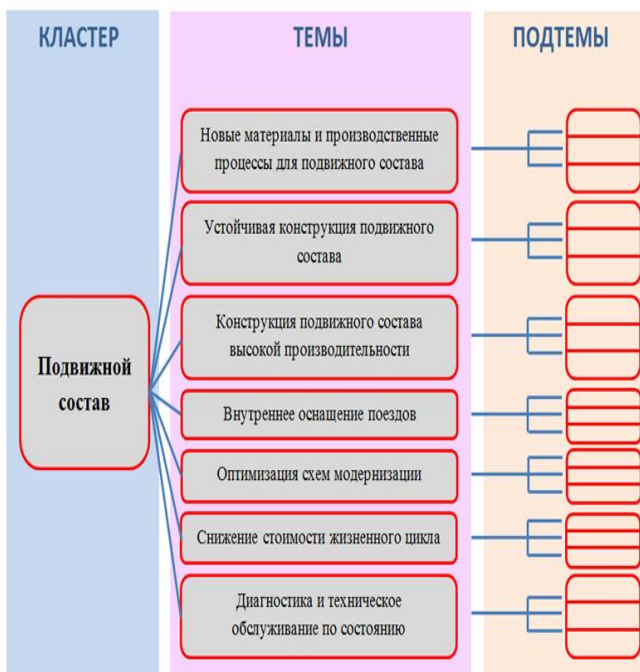 КЛАСТЕР
ТЕМЫ
ПОДТЕМЫ
Подвижной
состав
Новые материалы и производственные
процессы для подвижного состава
Устойчивая конструкция подвижного
состава
Конструкция подвижного состава
высокой производительности
Внутреннее оснащение поездов
Оптимизация схем модернизации
Снижение стоимости жизненного цикла
Диагностика и техническое
обслуживание по состоянию